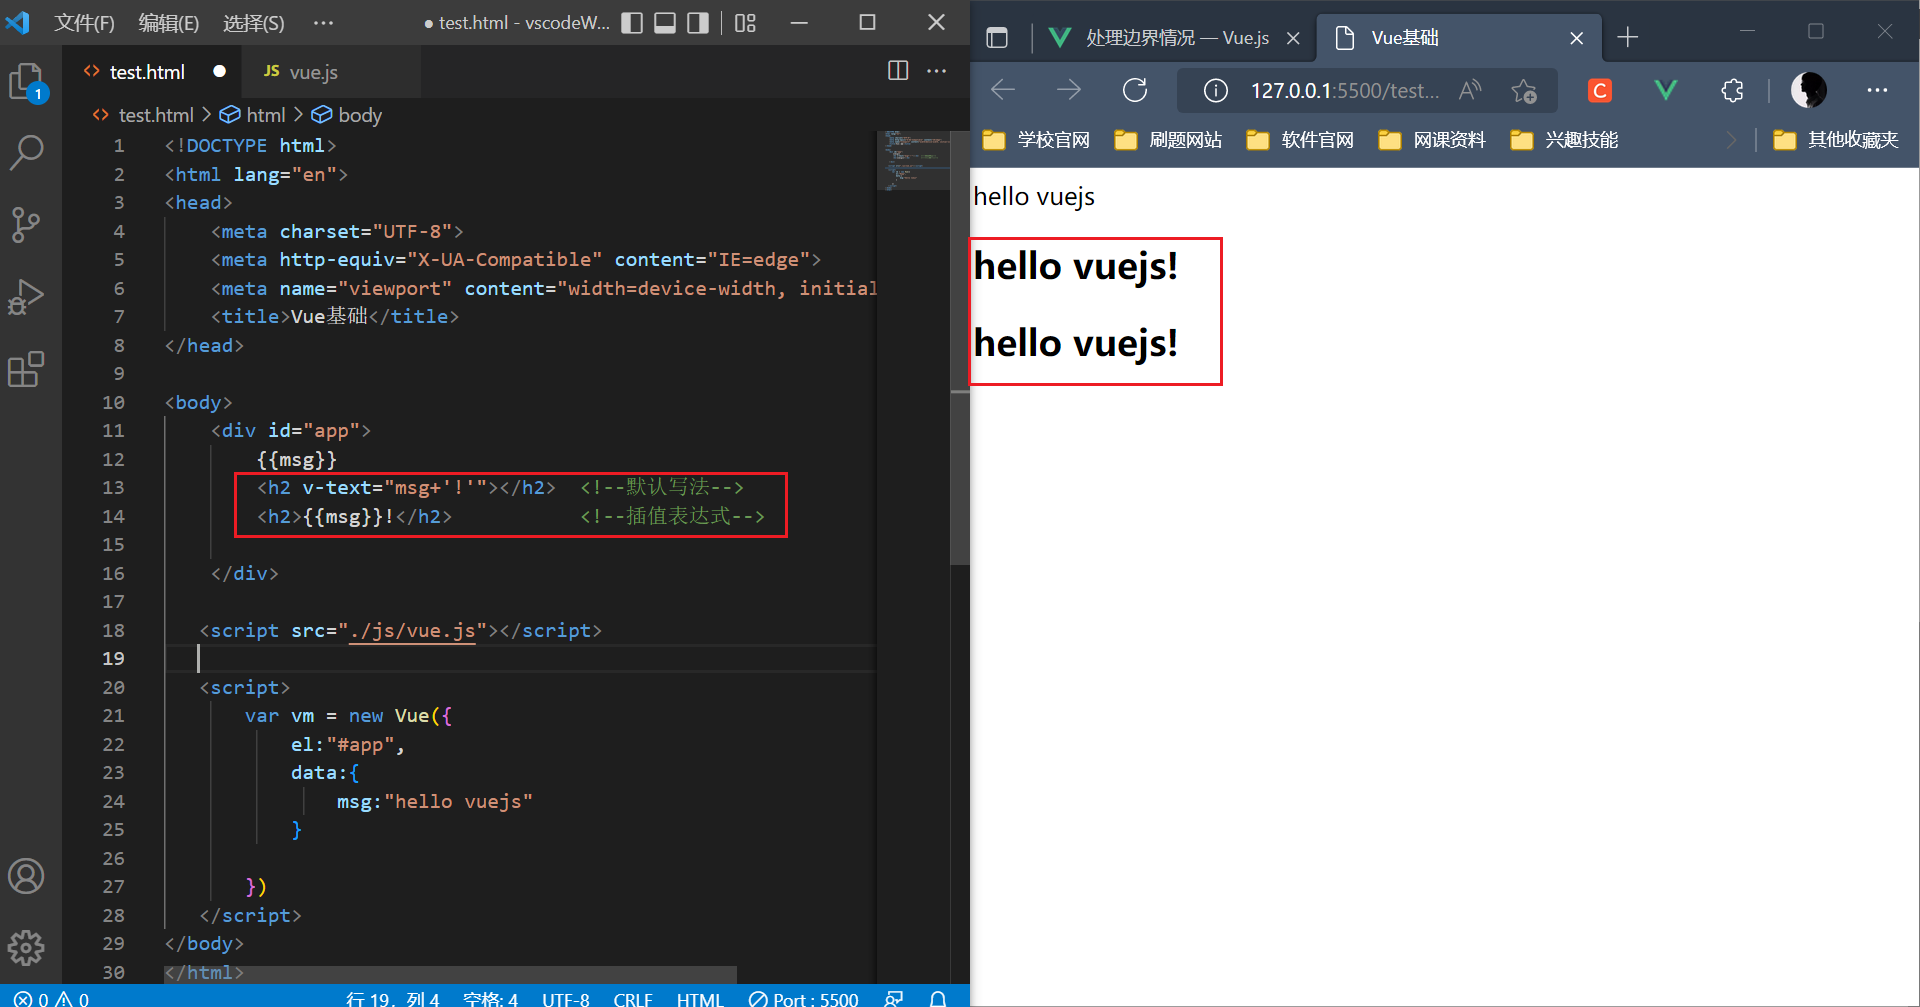 文件(F) 编辑(E) 选择(S) ··· ● test.html - vscodeW...
test.html ● JS vue.js ···
test.html > html > body
1 <!DOCTYPE html>
2 <html lang="en">
3 <head>
4 <meta charset="UTF-8">
5 <meta http-equiv="X-UA-Compatible" content="IE=edge">
6 <meta name="viewport" content="width=device-width, initial
7 <title>Vue基础</title>
8 </head>
9
10 <body>
11 <div id="app">
12 {{msg}}
13 <h2 v-text="msg+'!'"></h2> <!--默认写法-->
14 <h2>{{msg}}!</h2> <!--插值表达式-->
15
16 </div>
17
18 <script src="./js/vue.js"></script>
19
20 <script>
21 var vm = new Vue({
22 el:"#app",
23 data:{
24 msg:"hello vuejs"
25 }
26
27 })
28 </script>
29 </body>
30 </html>
1
0 0 行 19，列 4 空格: 4 UTF-8 CRLF HTML Port : 5500
处理边界情况 — Vue.js Vue基础
127.0.0.1:5500/test... A C ···
学校官网 刷题网站 软件官网 网课资料 兴趣技能 其他收藏夹
hello vuejs
hello vuejs!
hello vuejs!